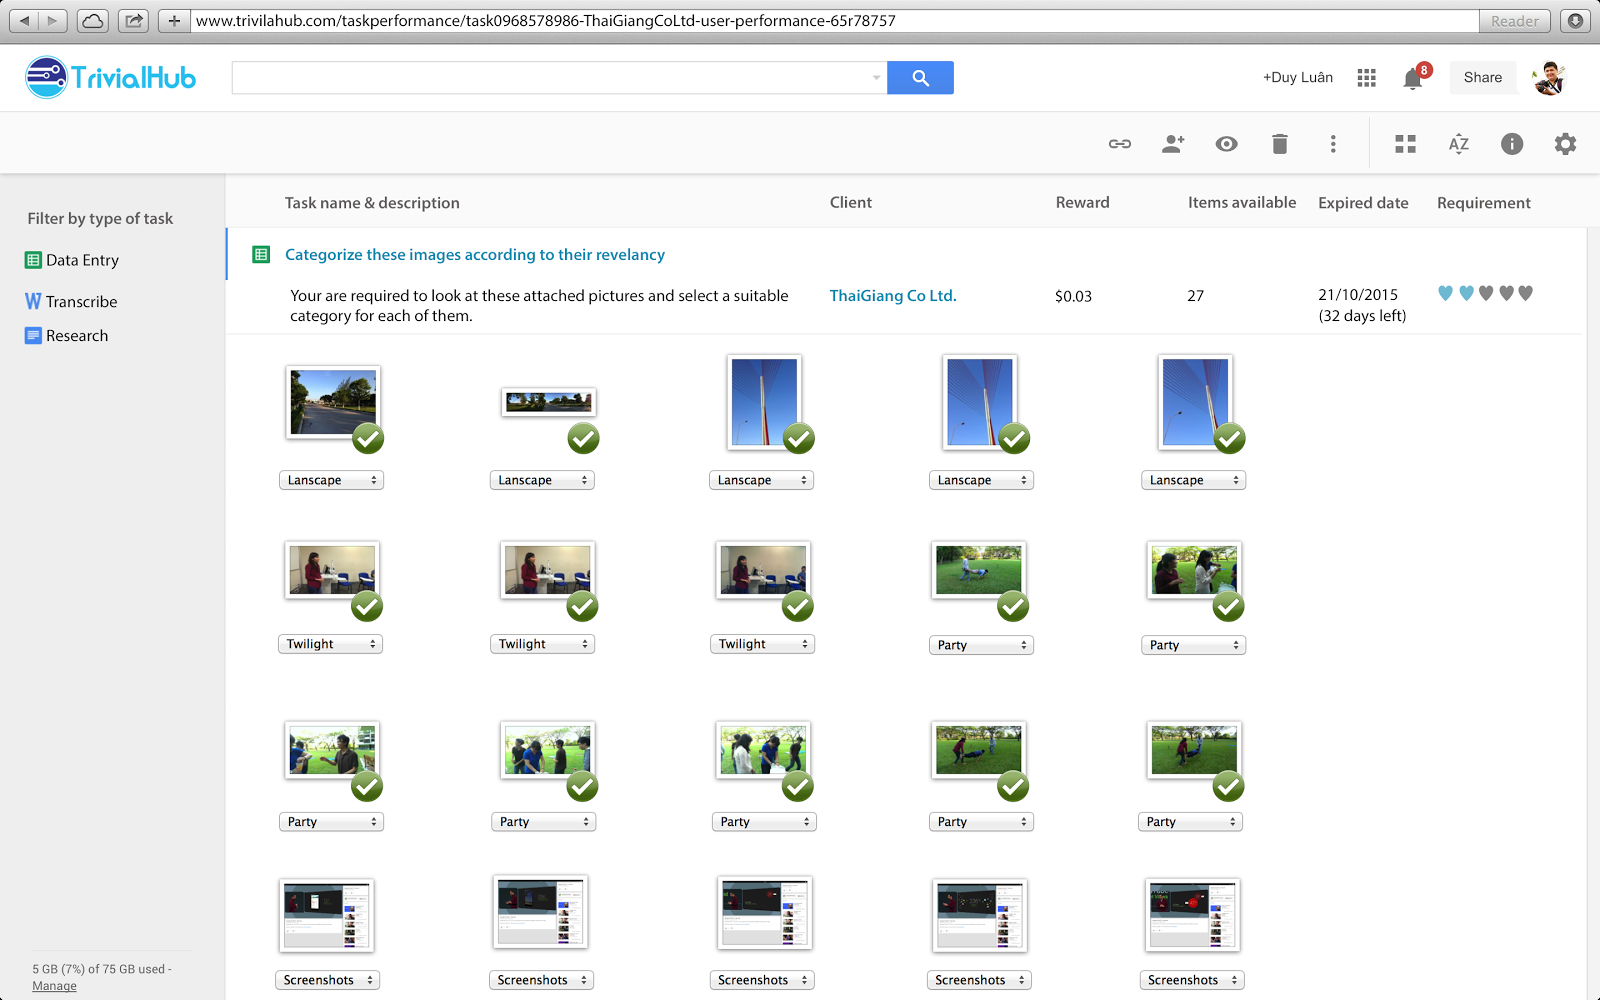 www.trivilahub.com/taskperformance/task0968578986-ThaiGiangCoLtd-user-performance-65r78757
Reader
TrivialHub
+Duy Luân
8
Share
AZ
Filter by type of task
Data Entry
Transcribe
Research
Task name & description Client Reward Items available Expired date Requirement
Categorize these images according to their revelancy
Your are required to look at these attached pictures and select a suitable
category for each of them.
ThaiGiang Co Ltd.
$0.03
27
21/10/2015
(32 days left)
Lanscape Lanscape Lanscape Lanscape Lanscape
Twilight Twilight Twilight Party Party
Party Party Party Party Party
Screenshots Screenshots Screenshots Screenshots Screenshots
5 GB (7%) of 75 GB used -
Manage